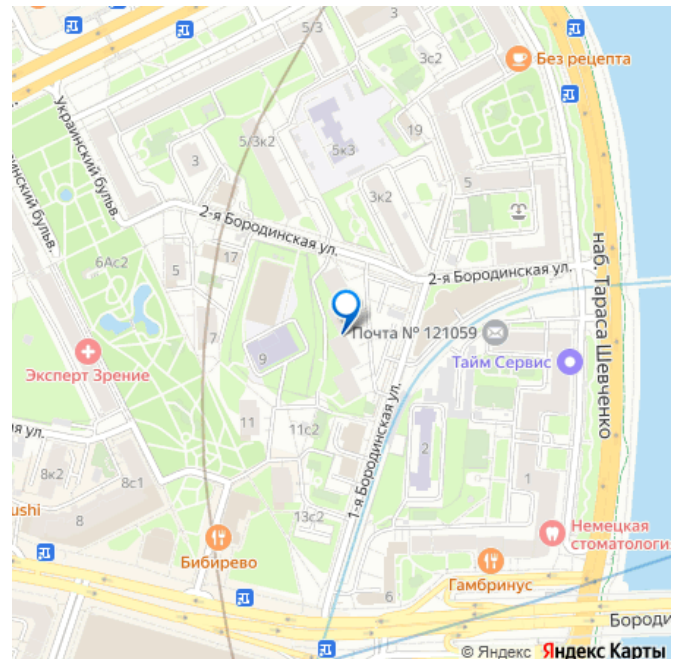 3
5/3
3с2
Без рецепта
Украинский бульв.
инский бульв.
3
5/3к2
5к3
19
3к2
5
2-я Бородинская ул.
6Ас2
5
17
2-я Бородинская ул.
наб. Тараса Шевченко
7
9
Почта № 121059
Тайм Сервис
Эксперт Зрение
11
11с2
1-я Бородинская ул.
2
1
я ул.
8к2
8с1
ushi
8
13с2
Бибирево
Немецкая
стоматология
Гамбринус
6
Бороди
© Яндекс Яндекс Карты